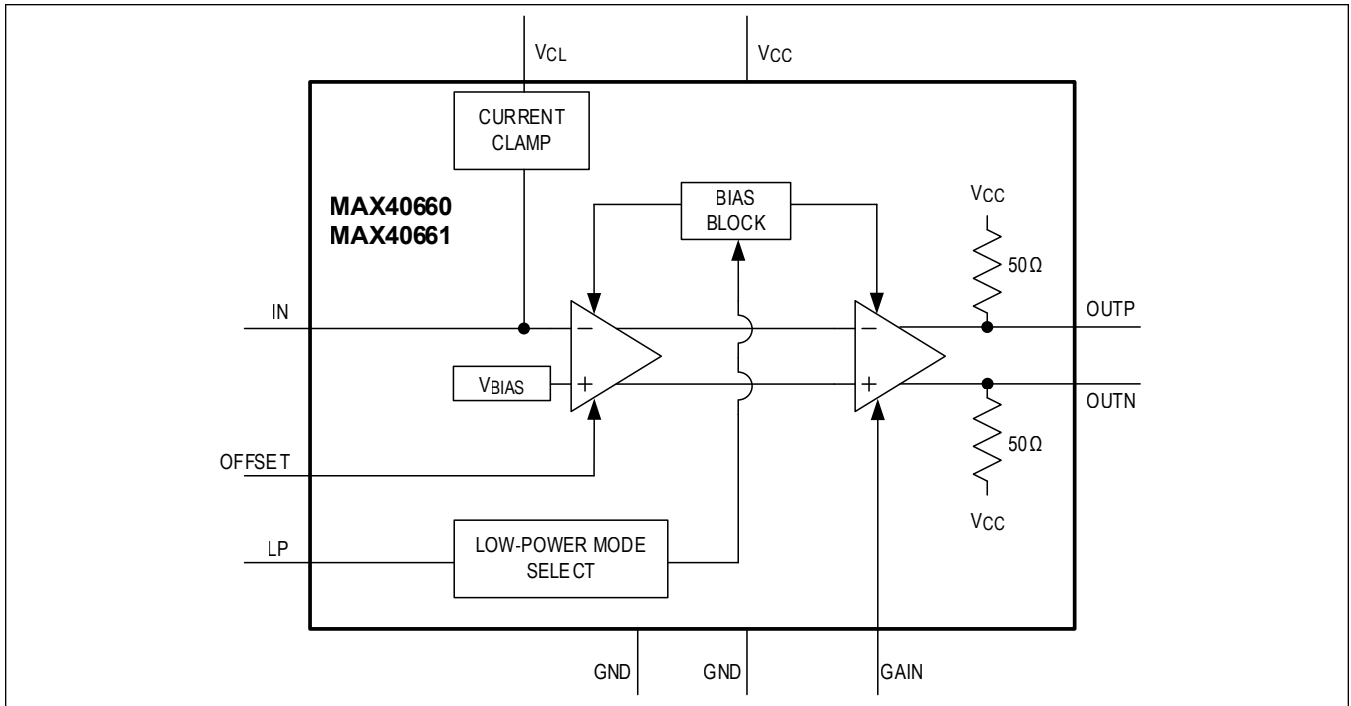 VCL
VCC
CURRENT
CLAMP
MAX40660
MAX40661
BIAS
BLOCK
VCC
50Ω
IN
−
−
OUTP
VBIAS
+
+
OUTN
50Ω
OFFSET
VCC
LP
LOW-POWER MODE
SELECT
GND
GND
GAIN